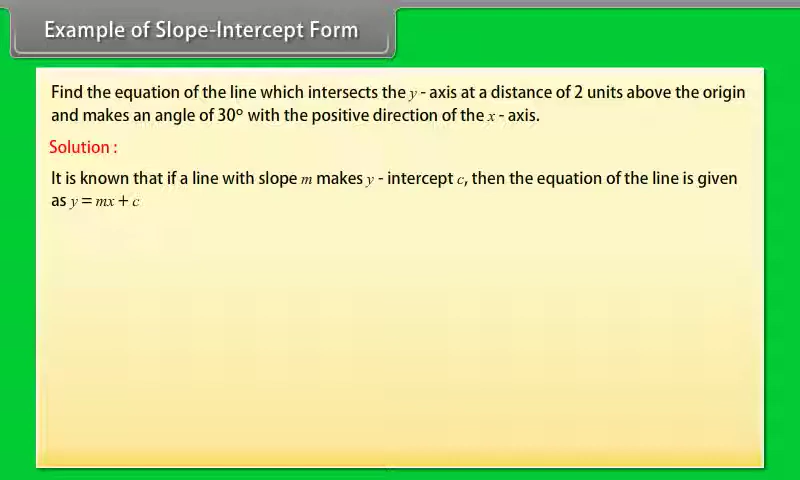 Example of Slope-Intercept Form
Find the equation of the line which intersects the y - axis at a distance of 2 units above the origin
and makes an angle of 30° with the positive direction of the x - axis.
Solution :
It is known that if a line with slope m makes y - intercept c, then the equation of the line is given
as y = mx + c